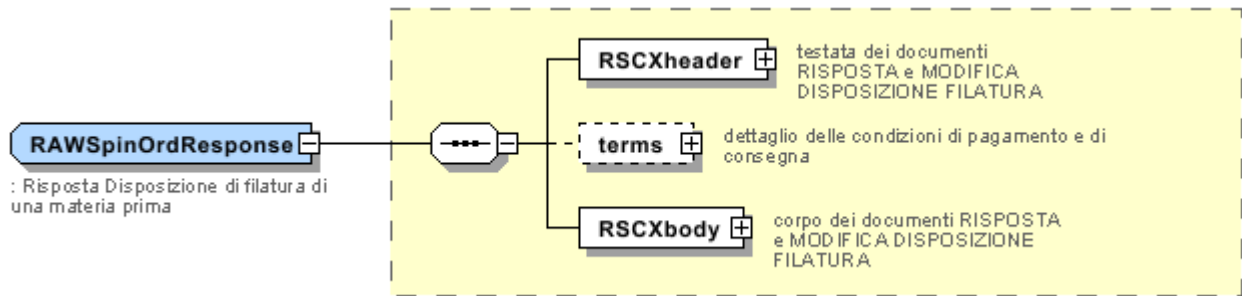 RSCXheader
testata dei documenti
RISPOSTA e MODIFICA
DISPOSIZIONE FILATURA
RAWSpinOrdResponse
: Risposta Disposizione di filatura di
una materia prima
terms
dettaglio delle condizioni di pagamento e di
consegna
RSCXbody
corpo dei documenti RISPOSTA
e MODIFICA DISPOSIZIONE
FILATURA